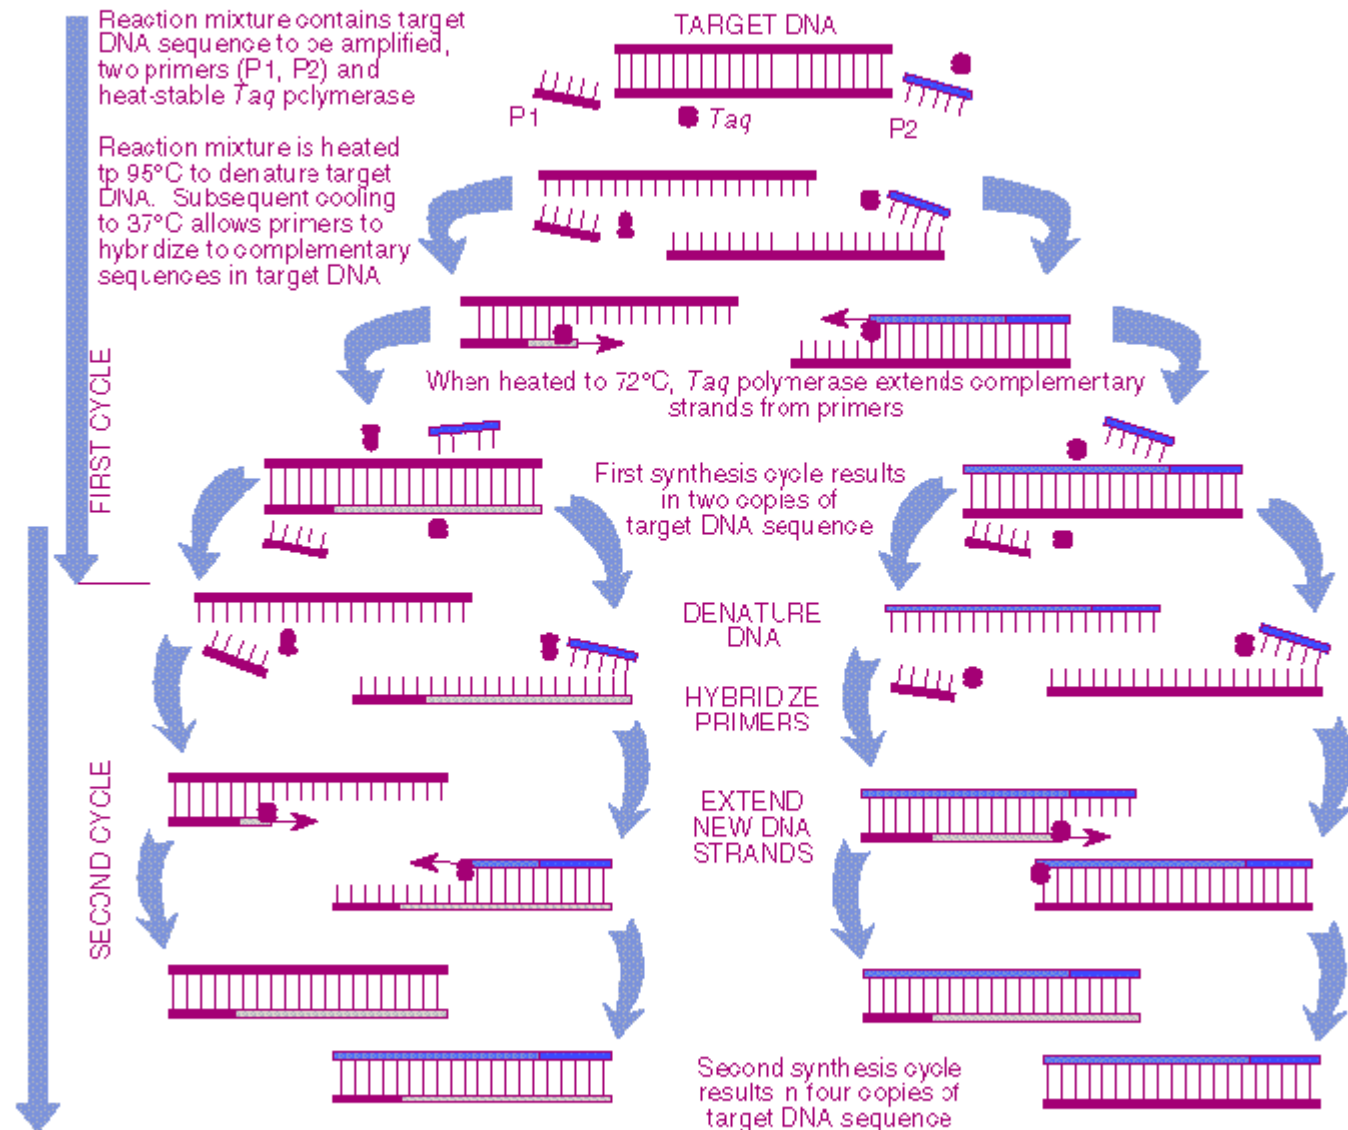 Reaction mixture contains target
DNA sequence to be amplified,
two primers (P1, P2) and
heat-stable Taq polymerase
TARGET DNA
P1
Taq
P2
Reaction mixture is heated
tp 95°C to denature target
DNA. Subsequent cooling
to 37°C allows primers to
hybridize to complementary
sequences in target DNA
FIRST CYCLE
When heated to 72°C, Taq polymerase extends complementary
strands from primers
First synthesis cycle results
in two copies of
target DNA sequence
DENATURE
DNA
HYBRIDZE
PRIMERS
SECOND CYCLE
EXTEND
NEW DNA
STRANDS
Second synthesis cycle
results in four copies of
target DNA sequence